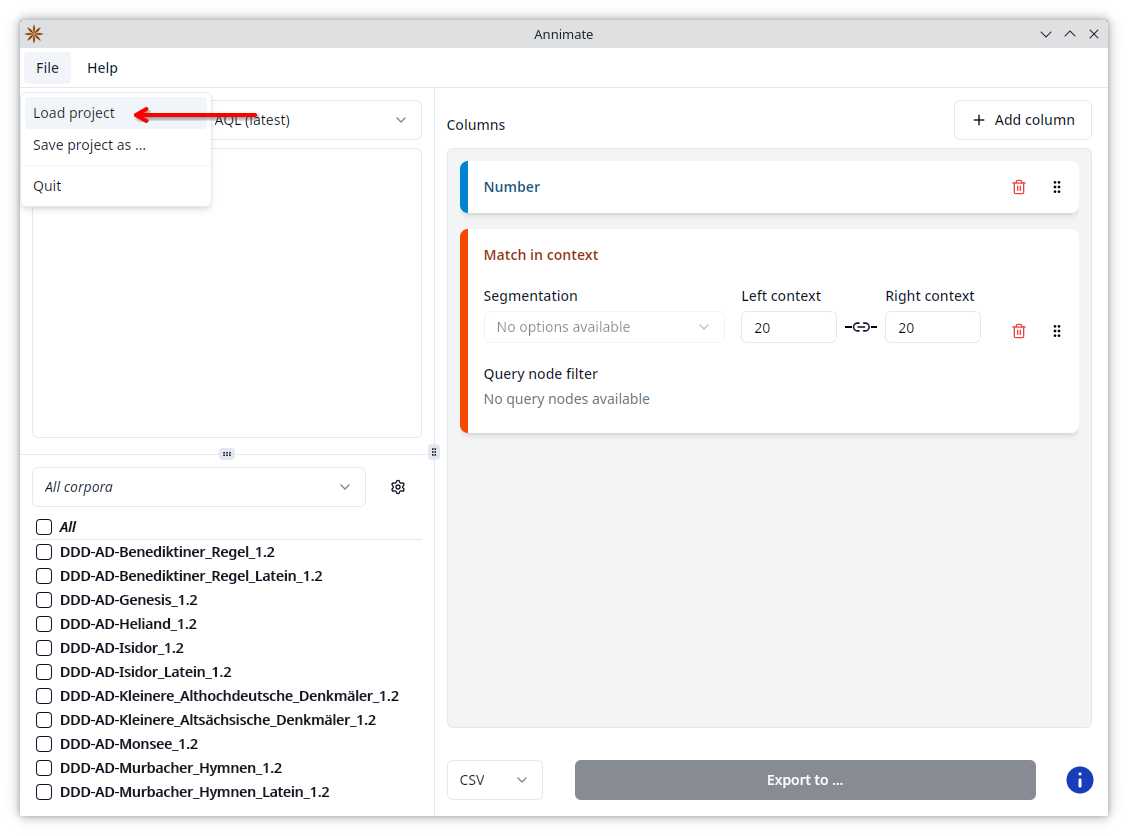 Annimate
File
Help
Load project
Save project as ...
Quit
AQL (latest)
All corpora
All
DDD-AD-Benediktiner_Regel_1.2
DDD-AD-Benediktiner_Regel_Latein_1.2
DDD-AD-Genesis_1.2
DDD-AD-Heliand_1.2
DDD-AD-Isidor_1.2
DDD-AD-Isidor_Latein_1.2
DDD-AD-Kleinere_Althochdeutsche_Denkmäler_1.2
DDD-AD-Kleinere_Altsächsische_Denkmäler_1.2
DDD-AD-Monsee_1.2
DDD-AD-Murbacher_Hymnen_1.2
DDD-AD-Murbacher_Hymnen_Latein_1.2
Columns
+ Add column
Number
Match in context
Segmentation
Left context
Right context
No options available
20
20
Query node filter
No query nodes available
CSV
Export to ...